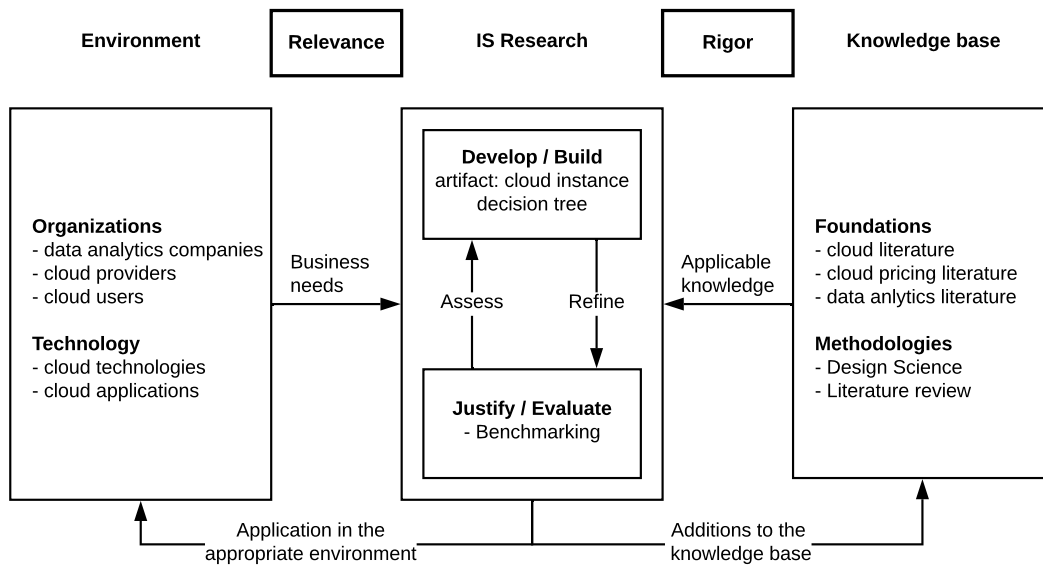 Environment
Relevance
IS Research
Rigor
Knowledge base
Organizations
- data analytics companies
- cloud providers
- cloud users
Technology
- cloud technologies
- cloud applications
Business
needs
Develop / Build
artifact: cloud instance
decision tree
Assess
Refine
Justify / Evaluate
- Benchmarking
Applicable
knowledge
Foundations
- cloud literature
- cloud pricing literature
- data anlytics literature
Methodologies
- Design Science
- Literature review
Application in the
appropriate environment
Additions to the
knowledge base